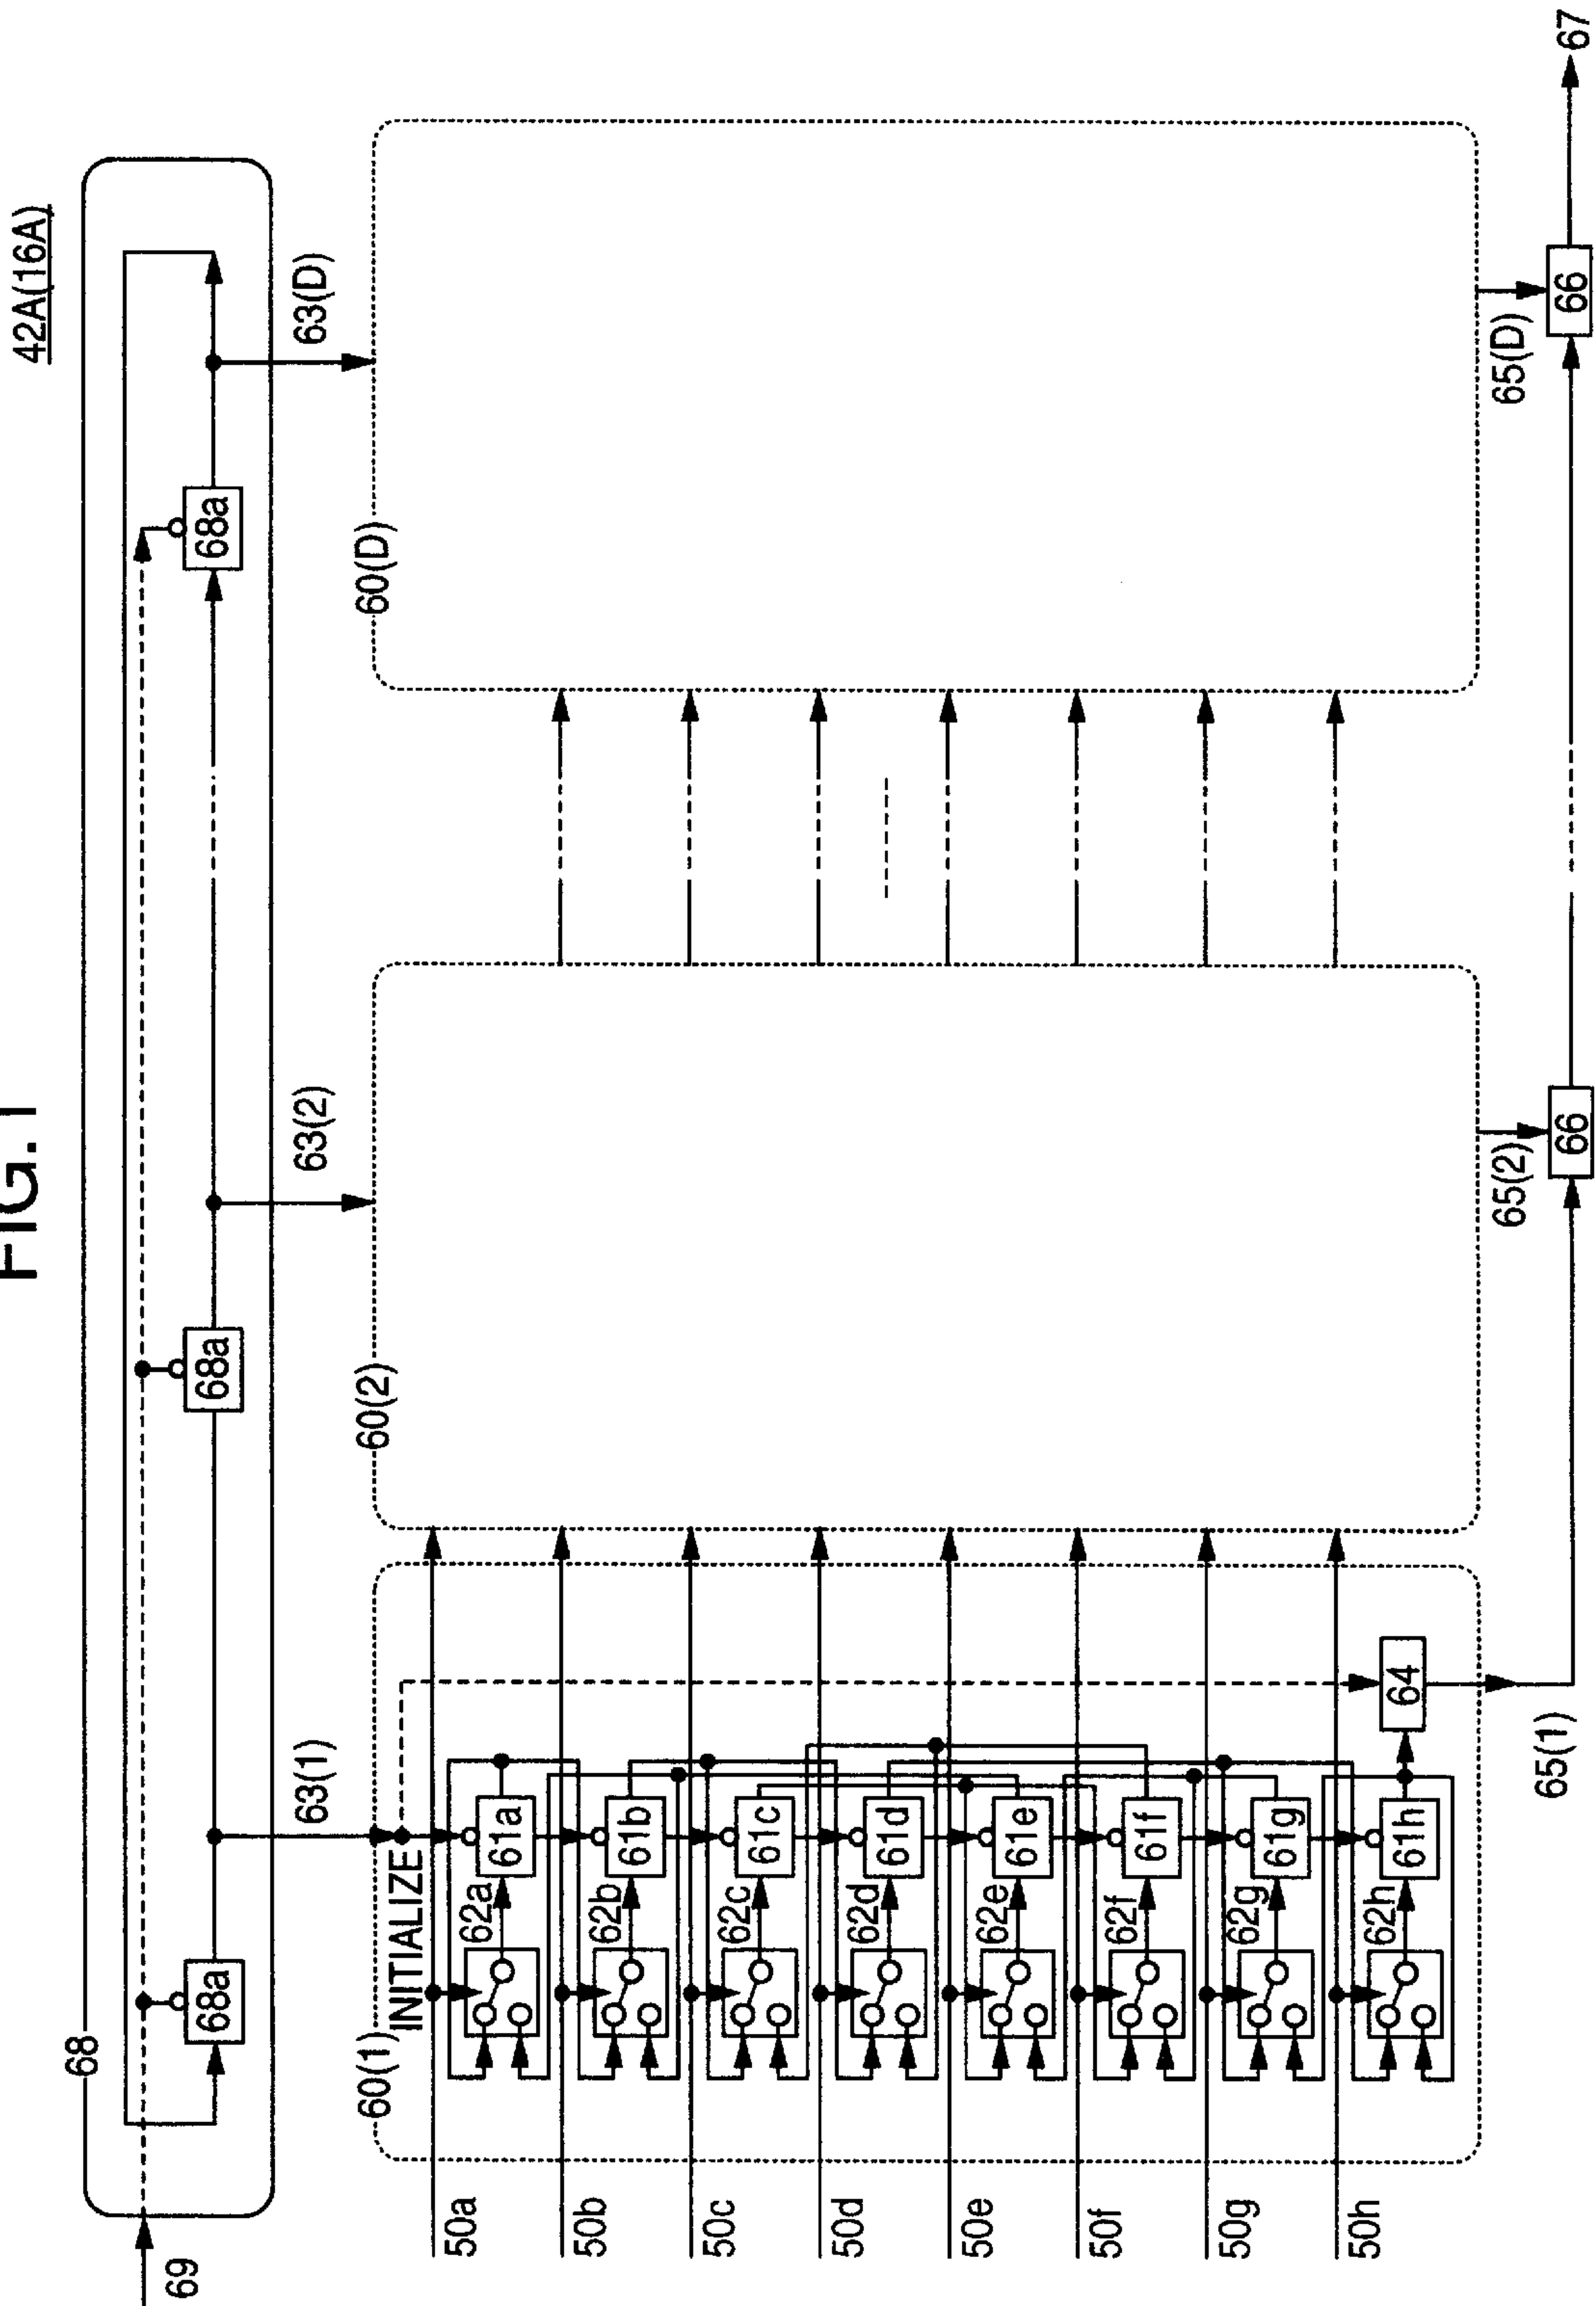 FIG.1
42A(16A)
68
69
68a
68a
68a
63(1)
63(2)
63(D)
60(1)
INITIALIZE
60(2)
60(D)
50a
62a
61a
50b
62b
61b
50c
62c
61c
50d
62d
61d
50e
62e
61e
50f
62f
61f
50g
62g
61g
50h
62h
61h
64
65(1)
65(2)
65(D)
66
66
67